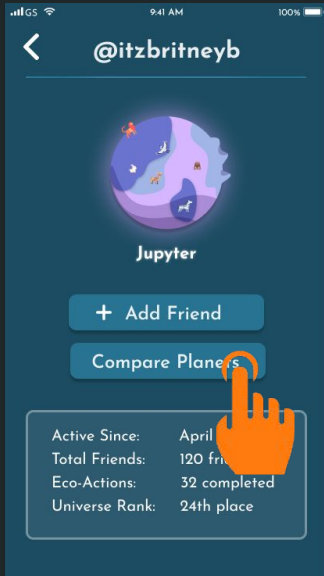 GS 9:41 AM 100%
@itzbritneyb
Jupyter
+ Add Friend
Compare Planets
Active Since: April
Total Friends: 120
Eco-Actions: 32 completed
Universe Rank: 24th place